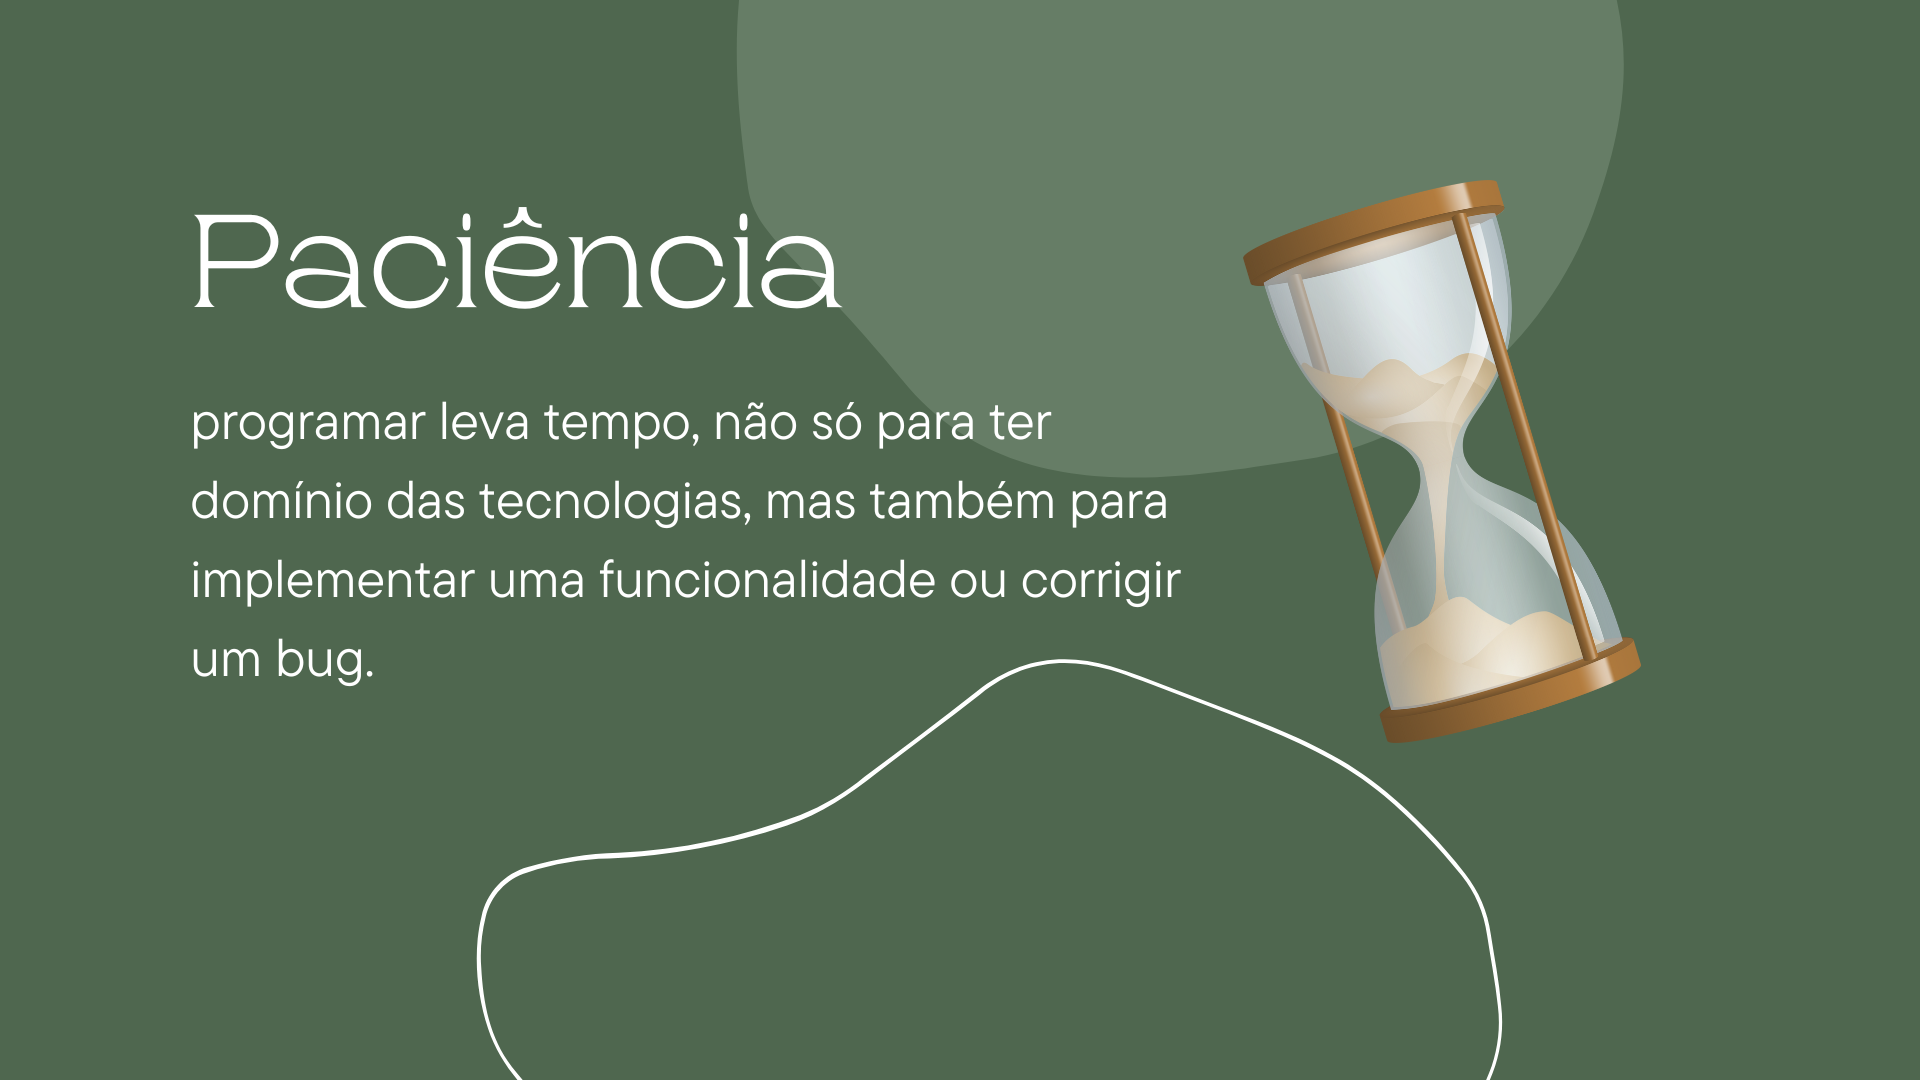 Paciência
programar leva tempo, não só para ter
domínio das tecnologias, mas também para
implementar uma funcionalidade ou corrigir
um bug.